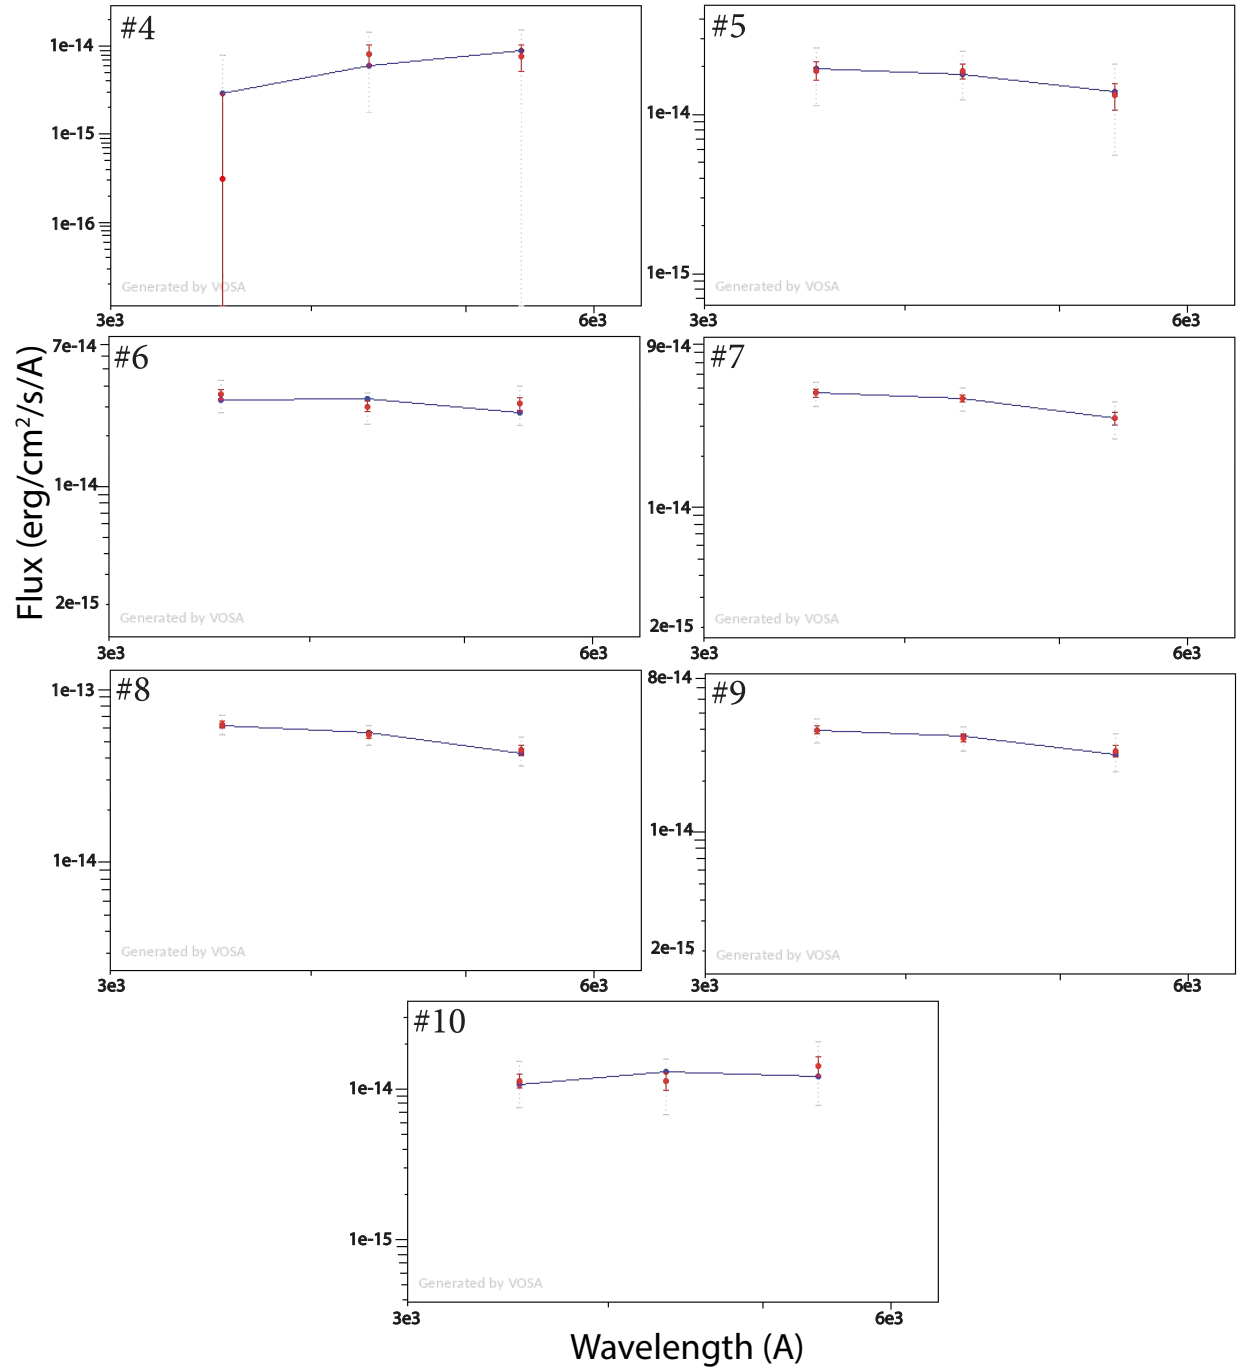 #4
1e-14
1e-15
1e-16
Generated by VOSA
3e3
6e3
#5
1e-14
1e-15
3e3
6e3
#6
7e-14
1e-14
2e-15
Generated by VOSA
3e3
6e3
#7
9e-14
1e-14
2e-15
Generated by VOSA
3e3
6e3
#8
1e-13
1e-14
Generated by VOSA
3e3
6e3
#9
8e-14
1e-14
2e-15
Generated by VOSA
3e3
6e3
#10
1e-14
1e-15
Generated by VOSA
3e3
6e3
Flux (erg/cm²/s/A)
Wavelength (A)